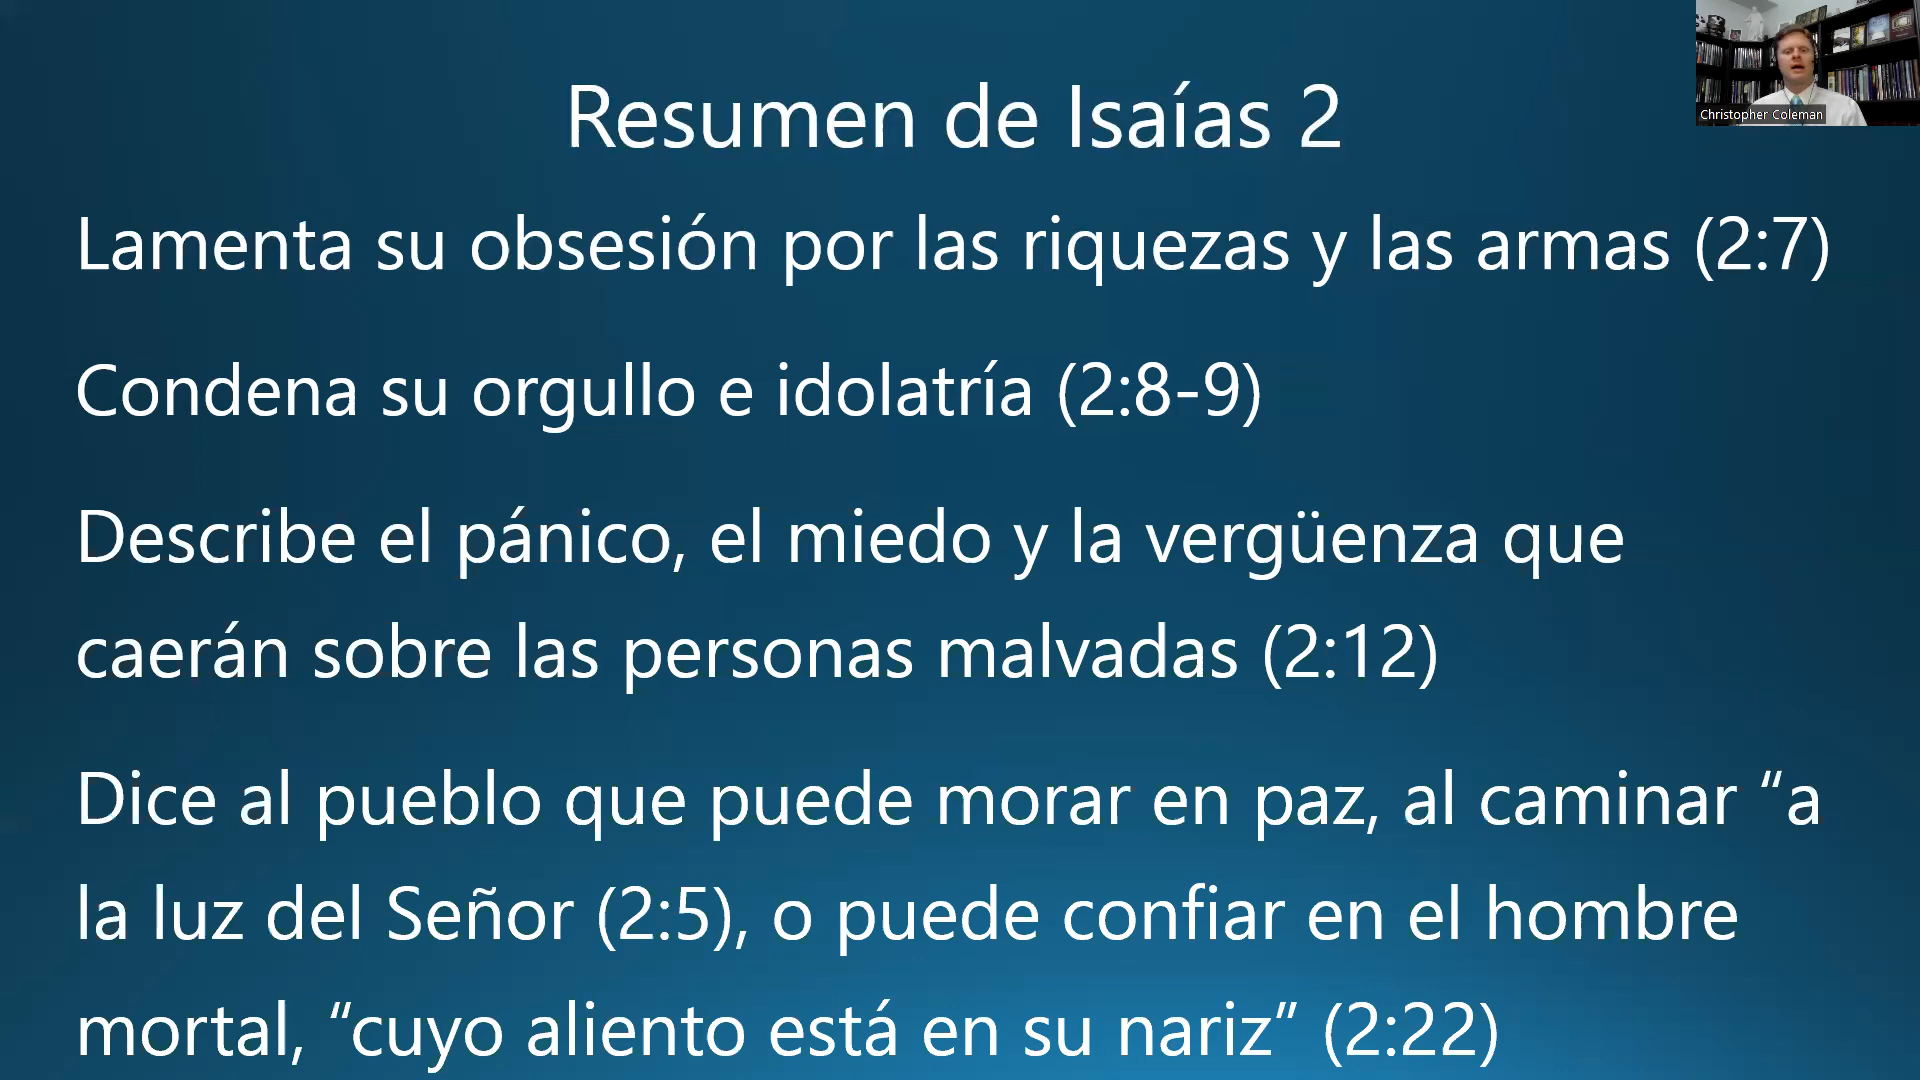 Resumen de Isaías 2
Christopher Coleman
Lamenta su obsesión por las riquezas y las armas (2:7)
Condena su orgullo e idolatría (2:8-9)
Describe el pánico, el miedo y la vergüenza que
caerán sobre las personas malvadas (2:12)
Dice al pueblo que puede morar en paz, al caminar “a
la luz del Señor (2:5), o puede confiar en el hombre
mortal, “cuyo aliento está en su nariz” (2:22)